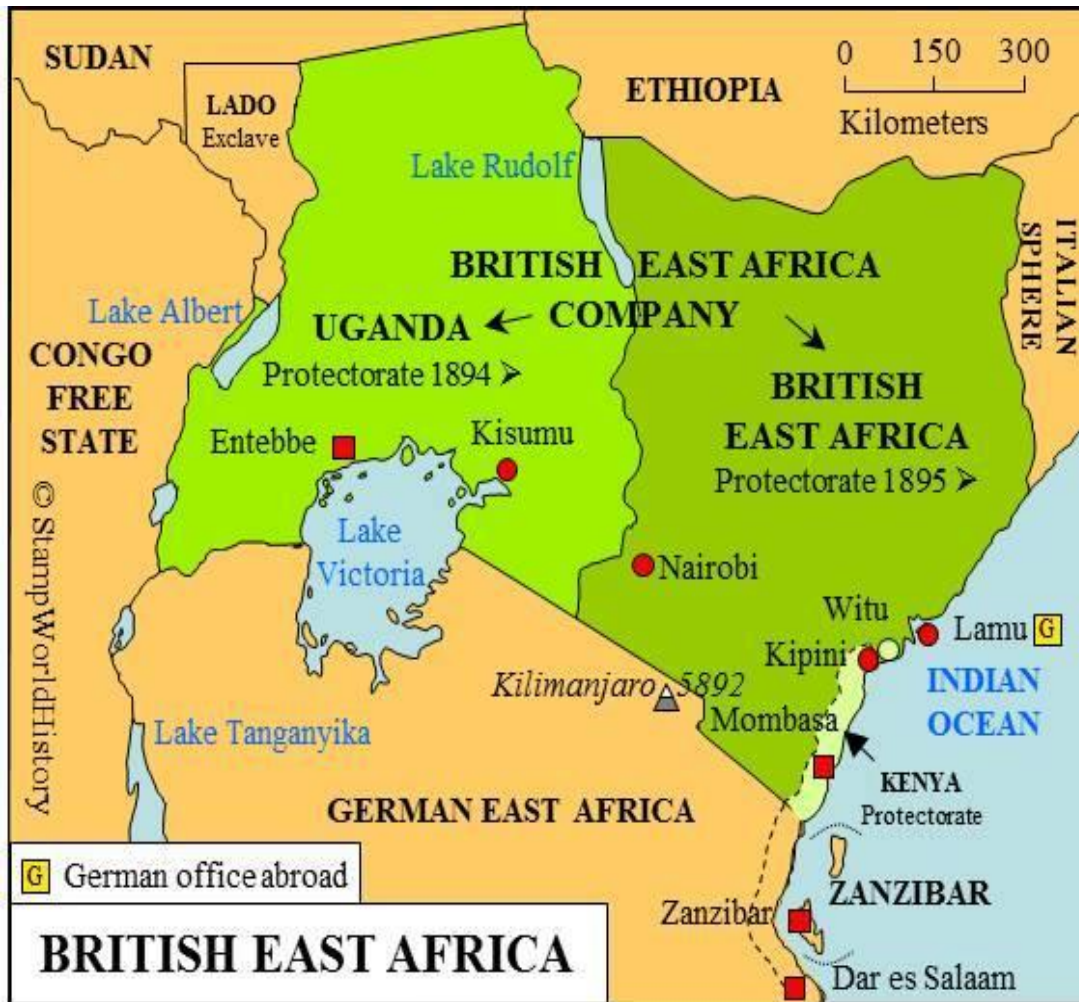 SUDAN
LADO
Exclave
ETHIOPIA
0 150 300
Kilometers
Lake Rudolf
ITALIAN
SPHERE
BRITISH EAST AFRICA
COMPANY
Lake Albert
UGANDA
Protectorate 1894 ➢
CONGO
FREE
STATE
BRITISH
EAST AFRICA
Protectorate 1895 ➢
Entebbe
Kisumu
© StampWorldHistory
Lake
Victoria
Nairobi
Witu
Lamu G
Kipini
INDIAN
OCEAN
Kilimanjaro 5892
Mombasa
Lake Tanganyika
KENYA
Protectorate
GERMAN EAST AFRICA
G German office abroad
ZANZIBAR
Zanzibar
BRITISH EAST AFRICA
Dar es Salaam